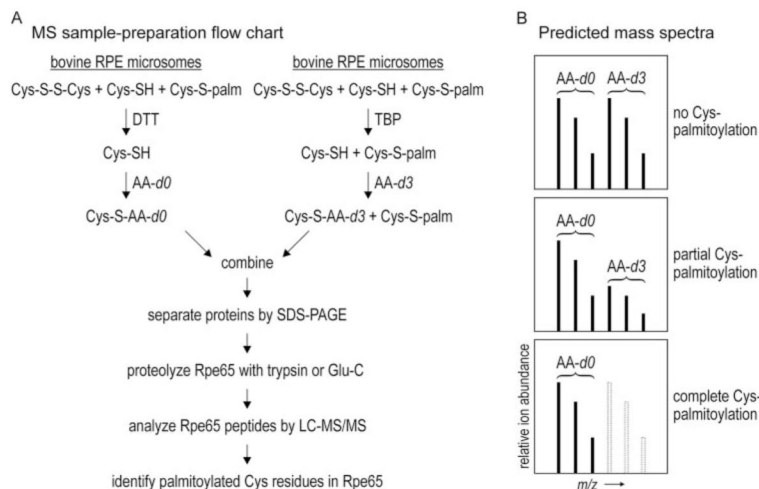 A
MS sample-preparation flow chart
bovine RPE microsomes
bovine RPE microsomes
Cys-S-S-Cys + Cys-SH + Cys-S-palm
Cys-S-S-Cys + Cys-SH + Cys-S-palm
DTT
TBP
Cys-SH
Cys-SH + Cys-S-palm
AA-d0
AA-d3
Cys-S-AA-d0
Cys-S-AA-d3 + Cys-S-palm
combine
separate proteins by SDS-PAGE
proteolyze Rpe65 with trypsin or Glu-C
analyze Rpe65 peptides by LC-MS/MS
identify palmitoylated Cys residues in Rpe65
B
Predicted mass spectra
AA-d0 AA-d3
no Cys-
palmitoylation
AA-d0
AA-d3
partial Cys-
palmitoylation
AA-d0
complete Cys-
palmitoylation
relative ion abundance
m/z